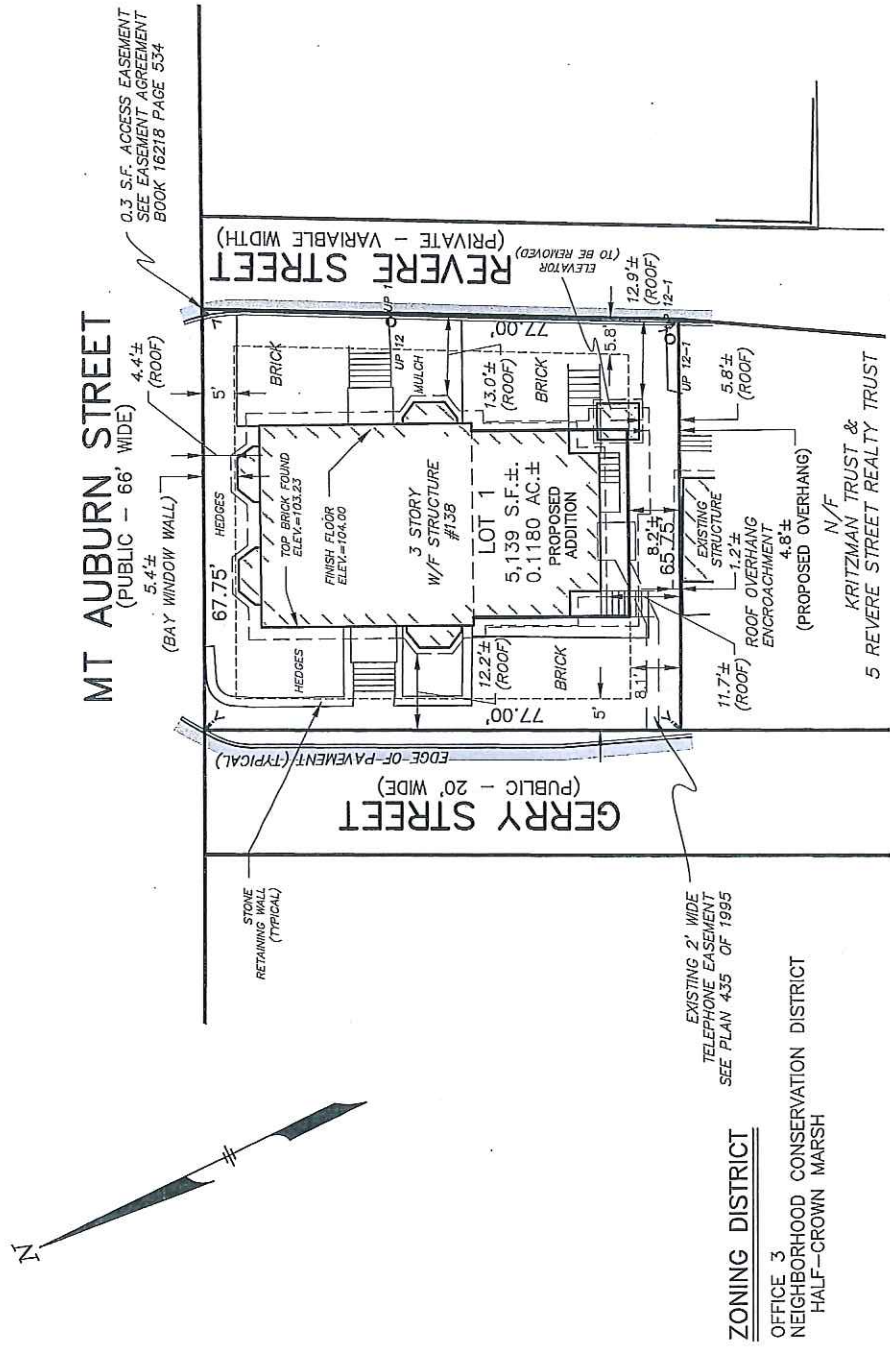 MT AUBURN STREET
(PUBLIC - 66' WIDE)
0.3 S.F. ACCESS EASEMENT
SEE EASEMENT AGREEMENT
BOOK 16218 PAGE 534
5.4'±
(BAY WINDOW WALL)
4.4'±
(ROOF)
67.75'
HEDGES
5'
BRICK
TOP BRICK FOUND
ELEV.=103.23
FINISH FLOOR
ELEV.=104.00
HEDGES
STONE
RETAINING WALL
(TYPICAL)
EDGE OF PAVEMENT (TYPICAL)
GERRY STREET
(PUBLIC - 20' WIDE)
REVERE STREET
(PRIVATE - VARIABLE WIDTH)
UP 1
UP 12
MULCH
3 STORY
W/F STRUCTURE
#138
LOT 1
5,139 S.F.±
0.1180 AC.±
PROPOSED
ADDITION
12.2'±
(ROOF)
77.00'
BRICK
5'
8.1'
13.0'±
(ROOF)
BRICK
77.00'
5.8'
ELEVATOR
(TO BE REMOVED)
12.9'±
(ROOF)
UP 12-1
UP 12-1
8.2'±
65.75'
EXISTING
STRUCTURE
11.7'±
(ROOF)
1.2'±
ROOF OVERHANG
ENCROACHMENT
4.8'±
(PROPOSED OVERHANG)
5.8'±
(ROOF)
N/F
KRITZMAN TRUST &
5 REVERE STREET REALTY TRUST
EXISTING 2' WIDE
TELEPHONE EASEMENT
SEE PLAN 435 OF 1995
N
ZONING DISTRICT
OFFICE 3
NEIGHBORHOOD CONSERVATION DISTRICT
HALF-CROWN MARSH